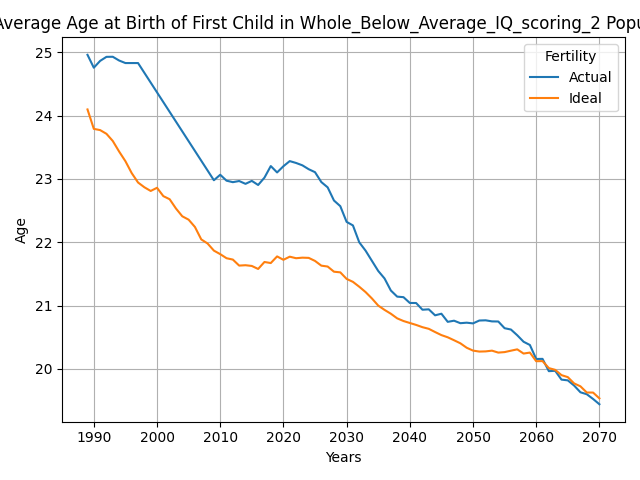 Average Age at Birth of First Child in Whole_Below_Average_IQ_scoring_2 Popu
Fertility
Actual
Ideal
25
24
23
22
21
20
Age
1990 2000 2010 2020 2030 2040 2050 2060 2070
Years